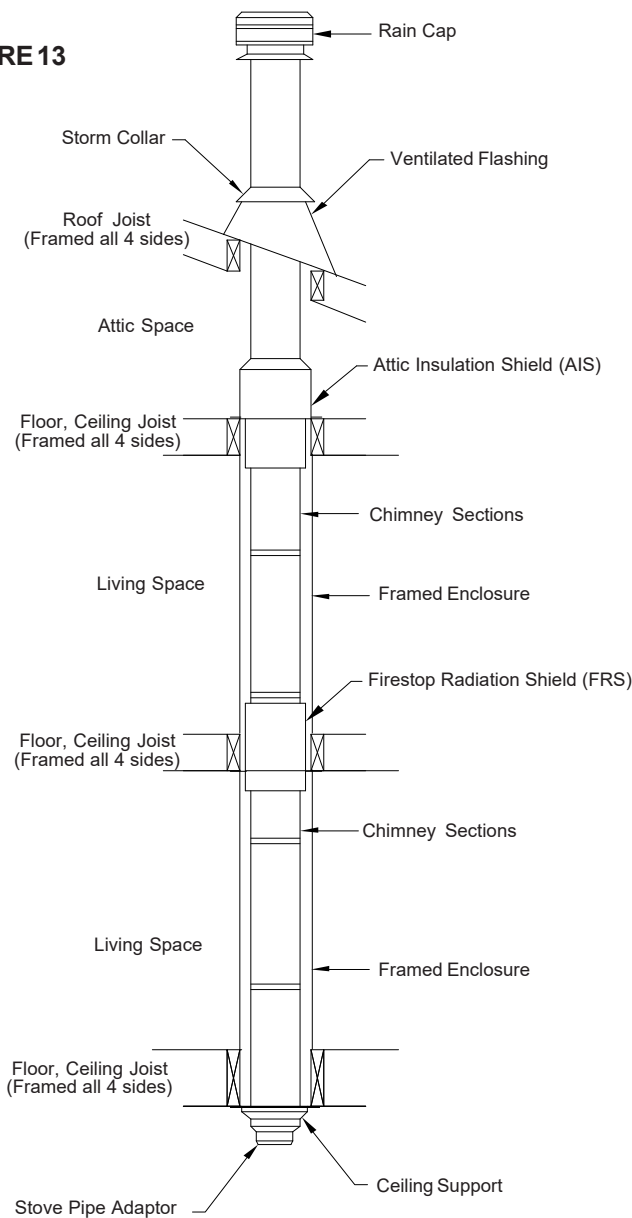 RE 13
Rain Cap
Storm Collar
Ventilated Flashing
Roof Joist
(Framed all 4 sides)
Attic Space
Attic Insulation Shield (AIS)
Floor, Ceiling Joist
(Framed all 4 sides)
Chimney Sections
Living Space
Framed Enclosure
Firestop Radiation Shield (FRS)
Floor, Ceiling Joist
(Framed all 4 sides)
Chimney Sections
Living Space
Framed Enclosure
Floor, Ceiling Joist
(Framed all 4 sides)
Ceiling Support
Stove Pipe Adaptor